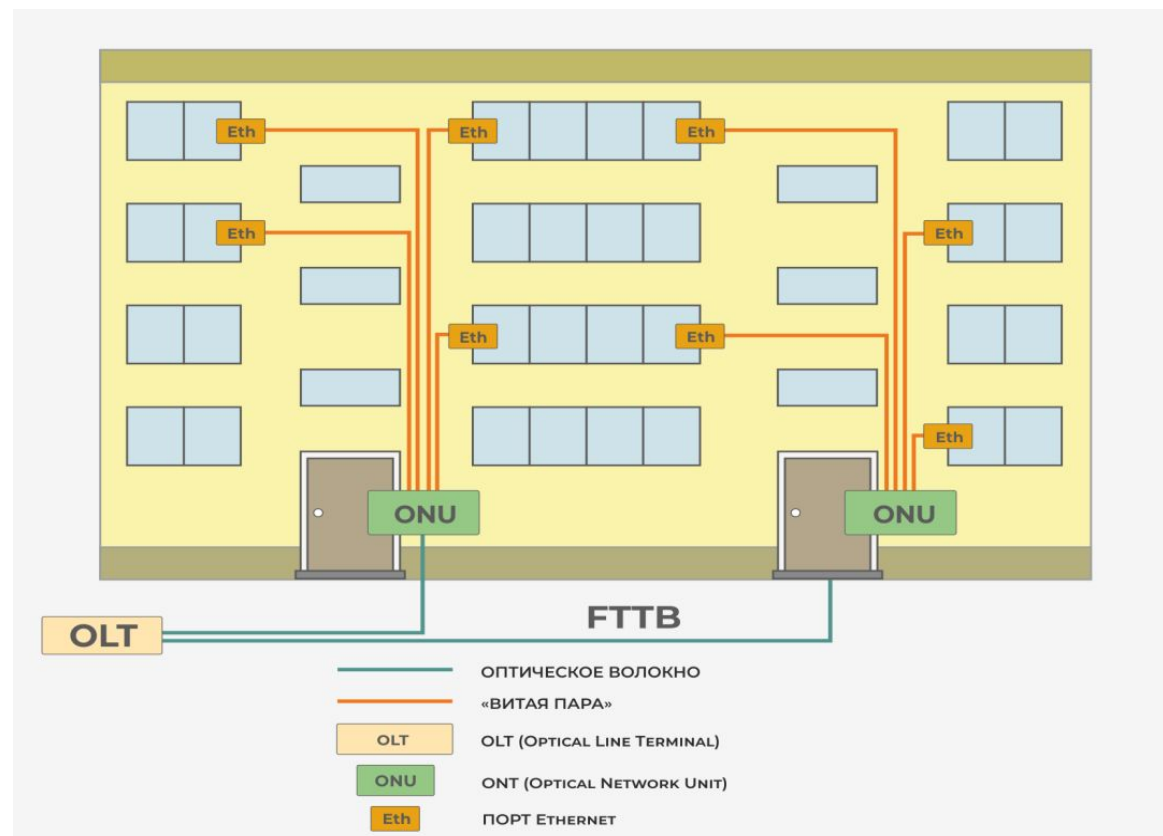 Eth Eth Eth
Eth Eth
Eth Eth
Eth
ONU ONU
FTTB
OLT
ОПТИЧЕСКОЕ ВОЛОКНО
«ВИТАЯ ПАРА»
OLT OLT (OPTICAL LINE TERMINAL)
ONU ONT (OPTICAL NETWORK UNIT)
Eth ПОРТ ETHERNET